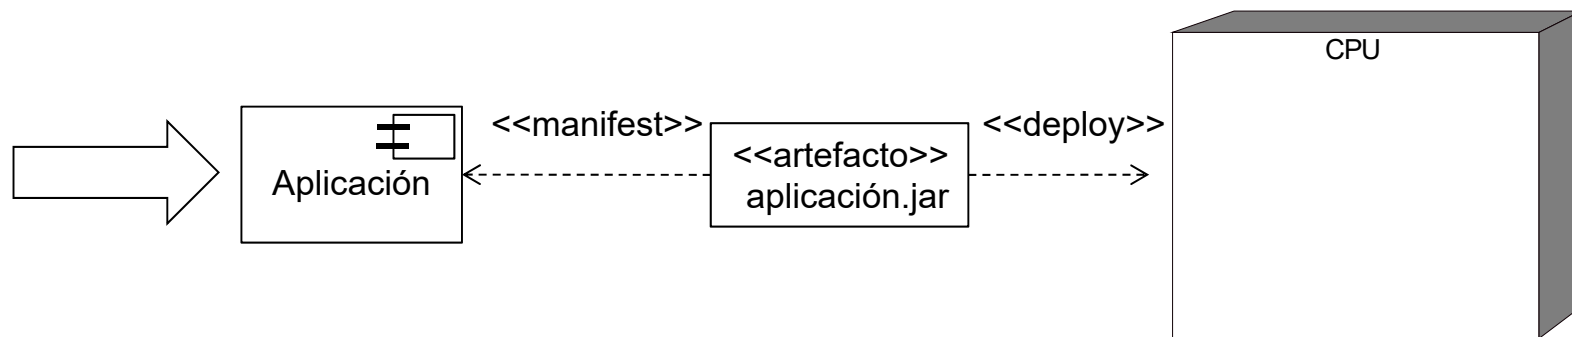 CPU
<<manifest>>
<<deploy>>
<<artefacto>>
aplicación.jar
Aplicación